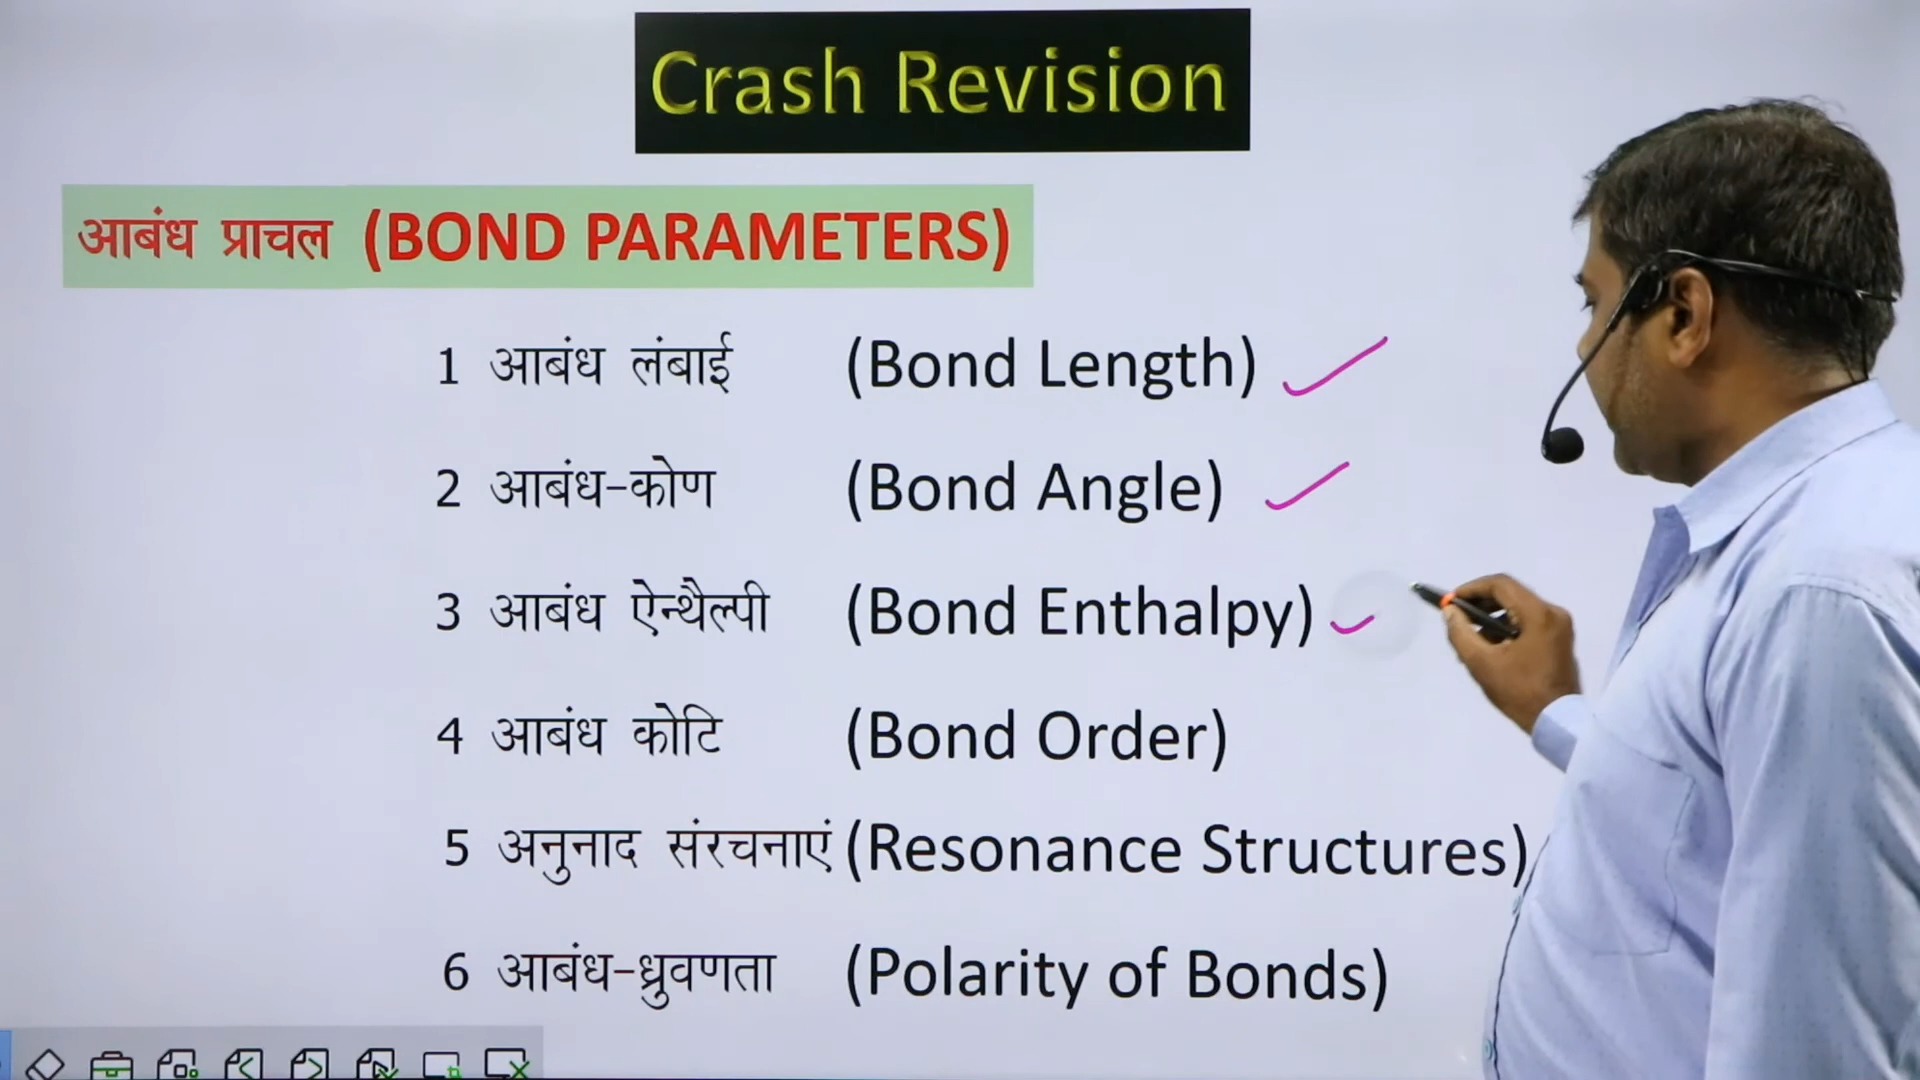 Crash Revision
आबंध प्राचल (BOND PARAMETERS)
1 आबंध लंबाई (Bond Length)
2 आबंध-कोण (Bond Angle)
3 आबंध ऐन्थैल्पी (Bond Enthalpy)
4 आबंध कोटि (Bond Order)
5 अनुनाद संरचनाएं (Resonance Structures)
6 आबंध-ध्रुवणता (Polarity of Bonds)